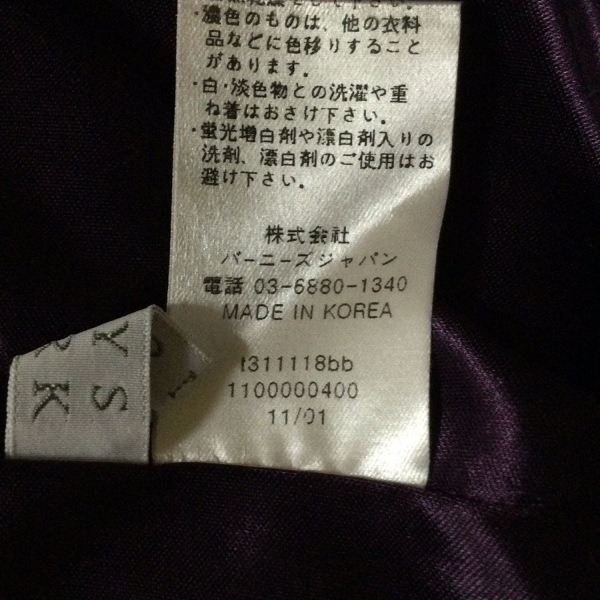 ・濃色のものは、他の衣料
品などに色移りすること
があります。
・白・淡色物との洗濯や重
ね着はおさけ下さい。
・蛍光増白剤や漂白剤入りの
洗剤、漂白剤のご使用はお
避け下さい。
株式会社
バーニーズジャパン
電話 03-6880-1340
MADE IN KOREA
t311118bb
1100000400
11/01
YS
RK